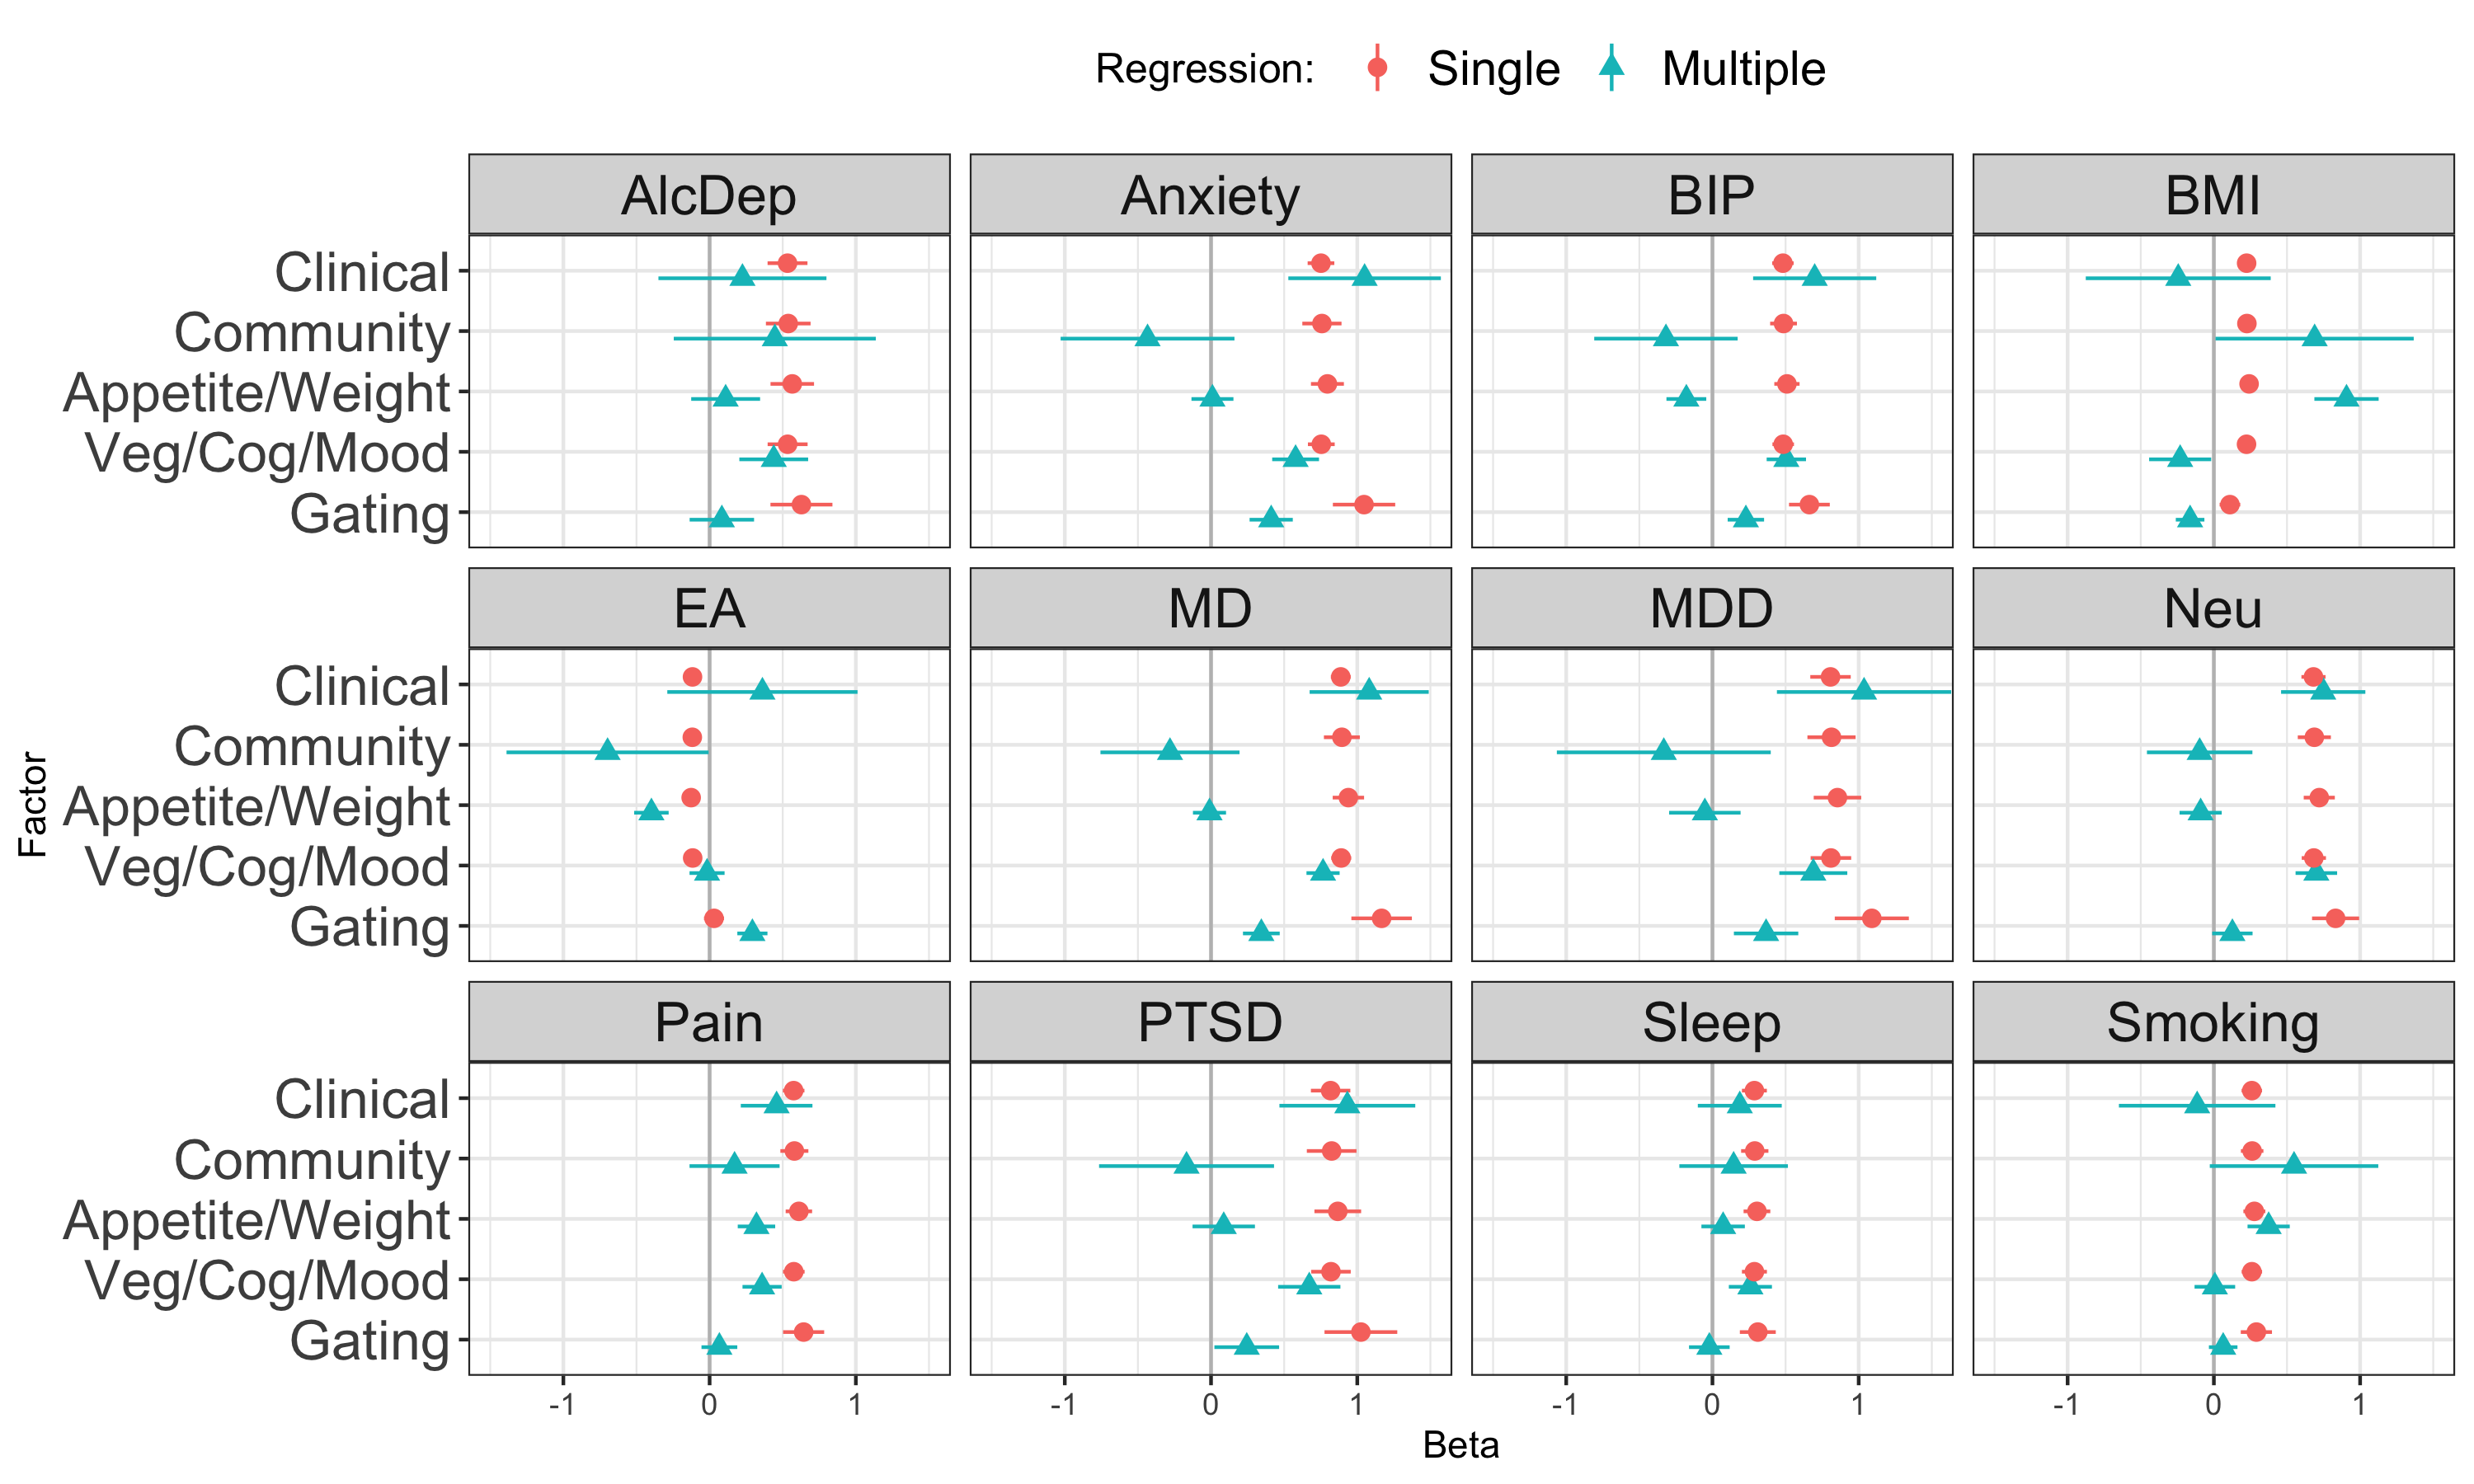 Regression: Single Multiple
AlcDep Anxiety BIP BMI
Clinical
Community
Appetite/Weight
Veg/Cog/Mood
Gating
EA MD MDD Neu
Clinical
Community
Appetite/Weight
Veg/Cog/Mood
Gating
Factor
Pain PTSD Sleep Smoking
Clinical
Community
Appetite/Weight
Veg/Cog/Mood
Gating
-1 0 1 -1 0 1 -1 0 1 -1 0 1
Beta